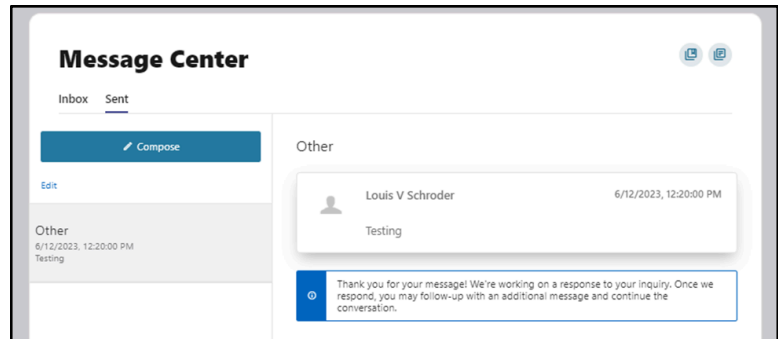 Message Center
Inbox Sent
Compose
Edit
Other
6/12/2023, 12:20:00 PM
Testing
Other
Louis V Schroder 6/12/2023, 12:20:00 PM
Testing
Thank you for your message! We're working on a response to your inquiry. Once we
respond, you may follow-up with an additional message and continue the
conversation.